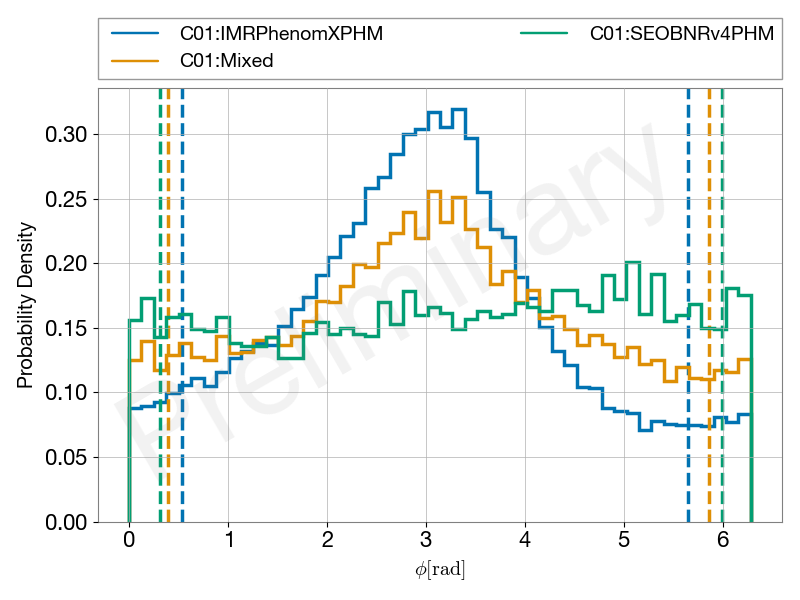 C01:IMRPhenomXPHM
C01:Mixed
C01:SEOBNRv4PHM
Preliminary
Probability Density
0.30
0.25
0.20
0.15
0.10
0.05
0.00
0 1 2 3 4 5 6
ϕ[rad]